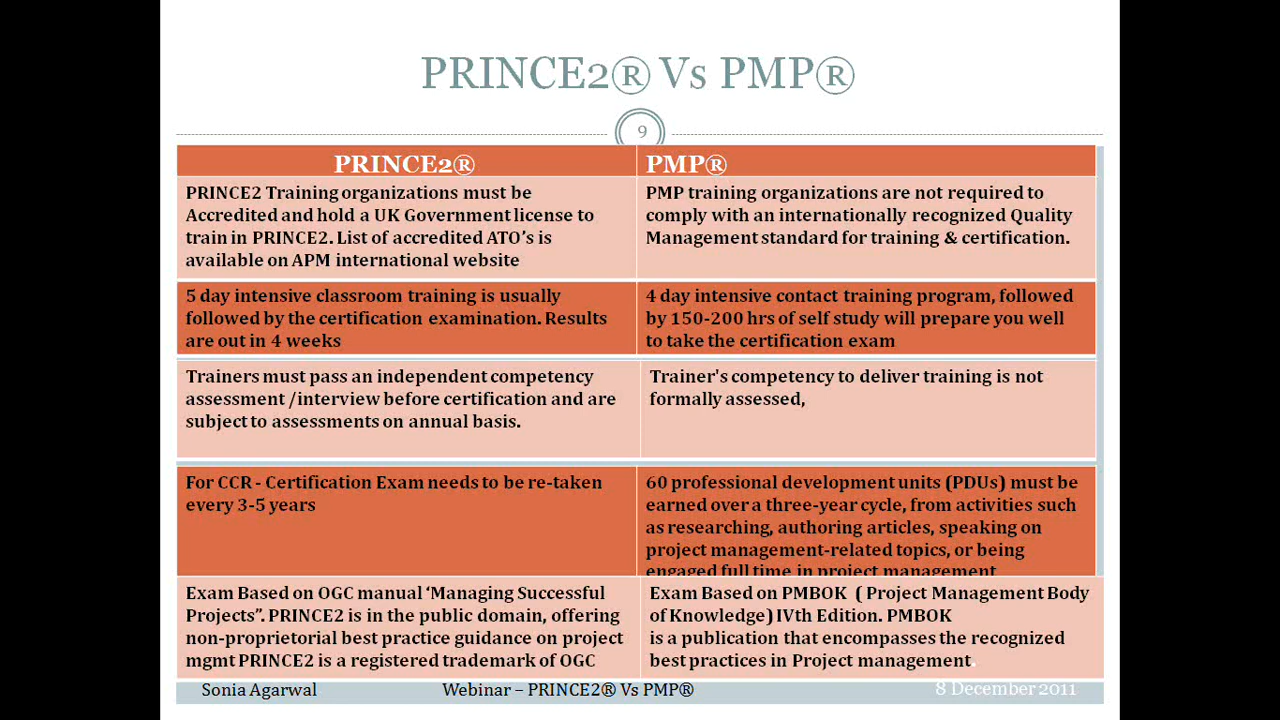 PRINCE2® Vs PMP®
9
PRINCE2®
PMP®
PRINCE2 Training organizations must be
Accredited and hold a UK Government license to
train in PRINCE2. List of accredited ATO's is
available on APM international website
PMP training organizations are not required to
comply with an internationally recognized Quality
Management standard for training & certification.
5 day intensive classroom training is usually
followed by the certification examination. Results
are out in 4 weeks
4 day intensive contact training program, followed
by 150-200 hrs of self study will prepare you well
to take the certification exam
Trainers must pass an independent competency
assessment /interview before certification and are
subject to assessments on annual basis.
Trainer's competency to deliver training is not
formally assessed,
For CCR - Certification Exam needs to be re-taken
every 3-5 years
60 professional development units (PDUs) must be
earned over a three-year cycle, from activities such
as researching, authoring articles, speaking on
project management-related topics, or being
engaged full time in project management
Exam Based on OGC manual ‘Managing Successful
Projects”. PRINCE2 is in the public domain, offering
non-proprietorial best practice guidance on project
mgmt PRINCE2 is a registered trademark of OGC
Exam Based on PMBOK ( Project Management Body
of Knowledge) IVth Edition. PMBOK
is a publication that encompasses the recognized
best practices in Project management.
Sonia Agarwal
Webinar – PRINCE2® Vs PMP®
8 December 2011